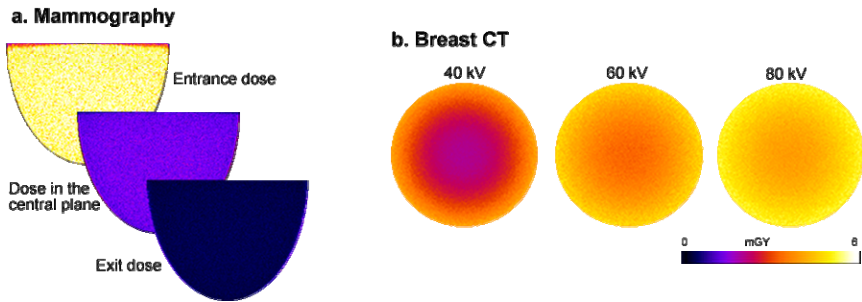 a. Mammography
Entrance dose
Dose in the
central plane
Exit dose
b. Breast CT
40 kV
60 kV
80 kV
0 mGY 6